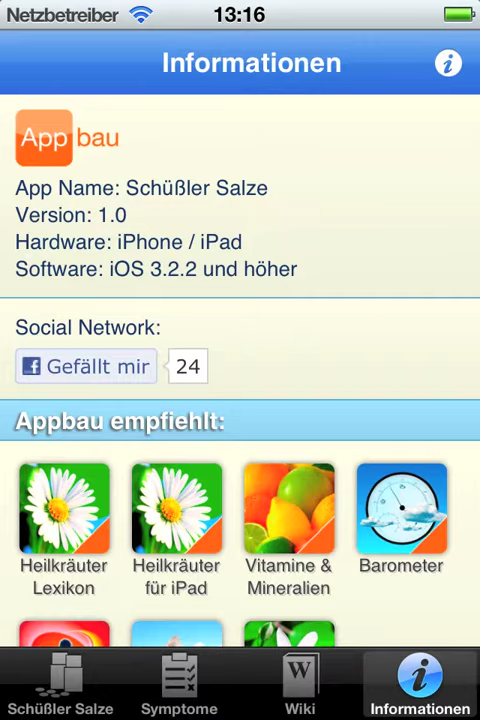 Netzbetreiber 13:16
Informationen
App bau
App Name: Schüßler Salze
Version: 1.0
Hardware: iPhone / iPad
Software: iOS 3.2.2 und höher
Social Network:
Gefällt mir 24
Appbau empfiehlt:
Heilkräuter Lexikon
Heilkräuter für iPad
Vitamine & Mineralien
Barometer
Schüßler Salze
Symptome
W
Wiki
Informationen